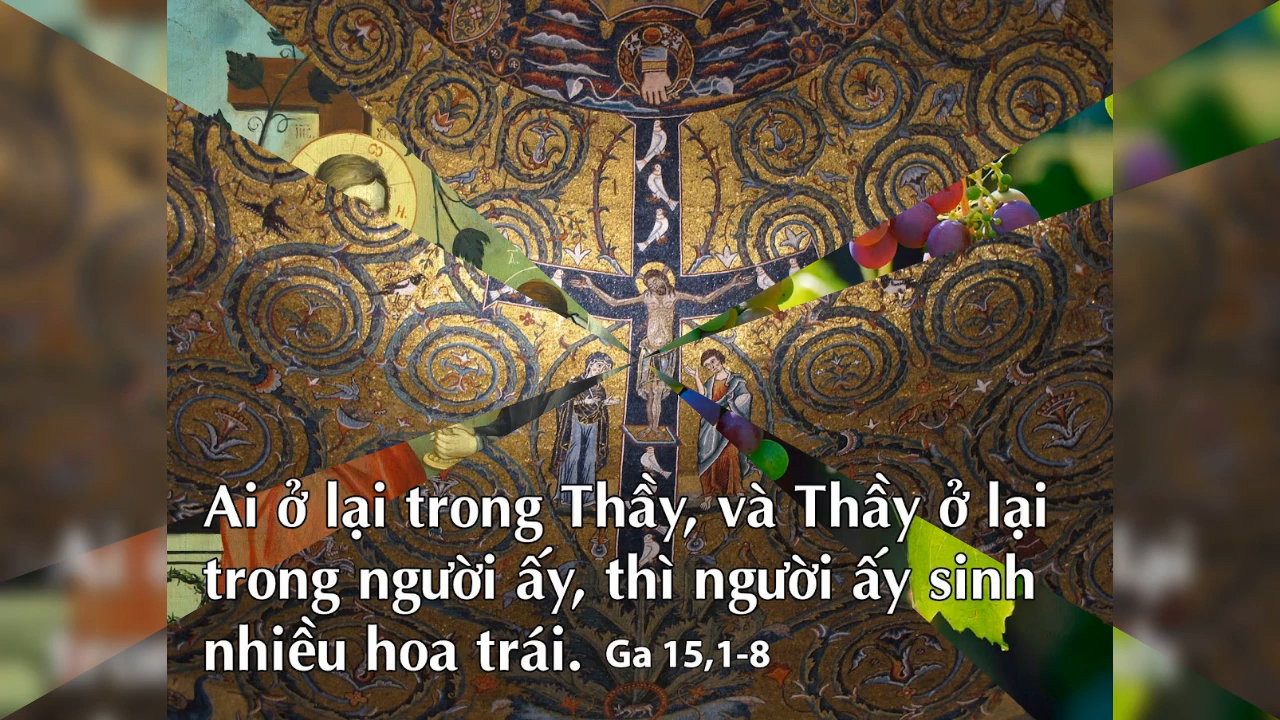 Ai ở lại trong Thầy, và Thầy ở lại
trong người ấy, thì người ấy sinh
nhiều hoa trái. Ga 15,1-8